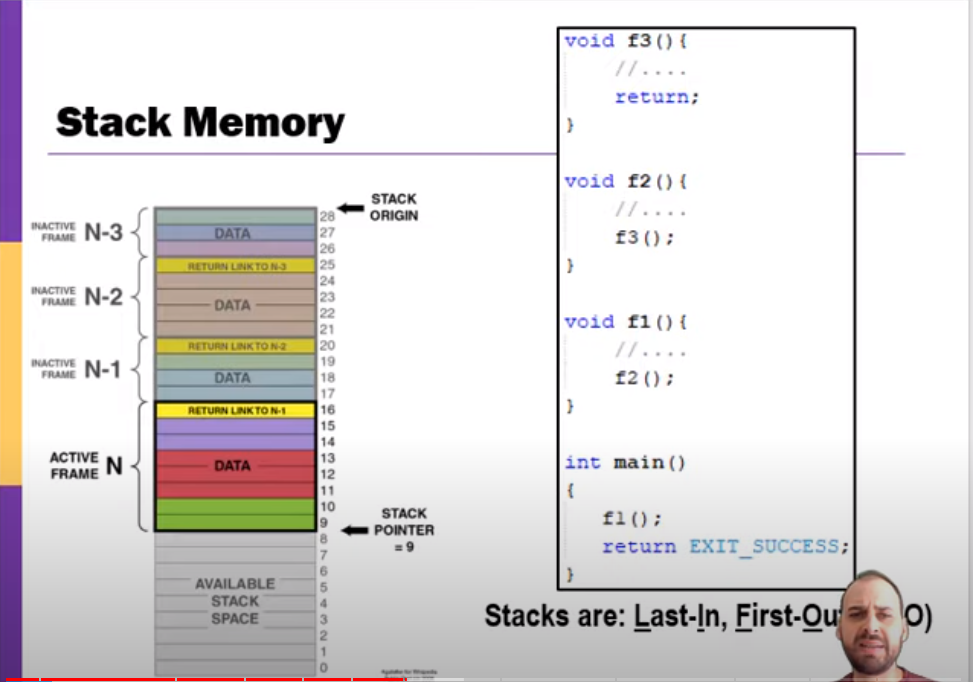 Stack Memory
void f3(){
//....
return;
}
void f2(){
//....
f3();
}
void f1(){
//....
f2();
}
int main()
{
f1();
return EXIT_SUCCESS;
}
STACK
ORIGIN
INACTIVE
FRAME N-3
DATA
28
27
26
INACTIVE
FRAME N-2
RETURN LINK TO N-3
DATA
25
24
23
22
21
INACTIVE
FRAME N-1
RETURN LINK TO N-2
DATA
20
19
18
17
ACTIVE
FRAME N
RETURN LINK TO N-1
DATA
16
15
14
13
12
11
10
9
STACK
POINTER
= 9
AVAILABLE
STACK
SPACE
8
7
6
5
4
3
2
1
0
Stacks are: Last-In, First-Ou O)